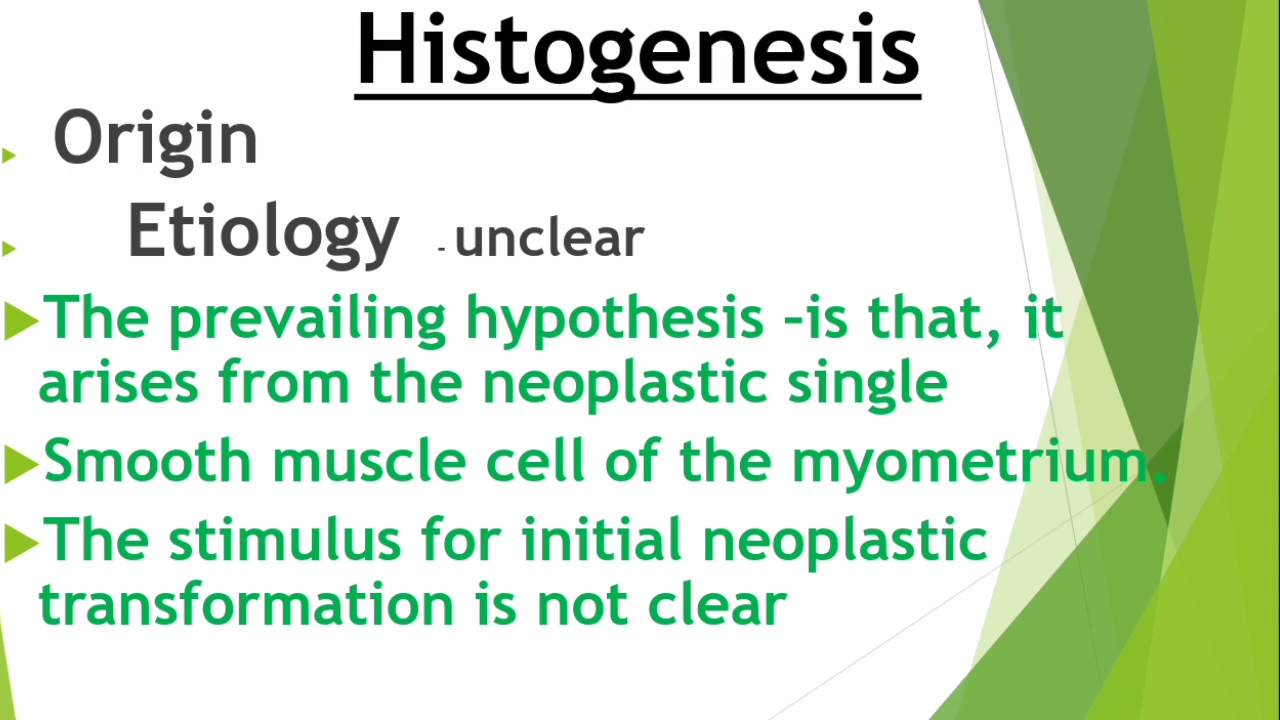 Histogenesis
Origin
Etiology - unclear
The prevailing hypothesis -is that, it
arises from the neoplastic single
Smooth muscle cell of the myometrium.
The stimulus for initial neoplastic
transformation is not clear